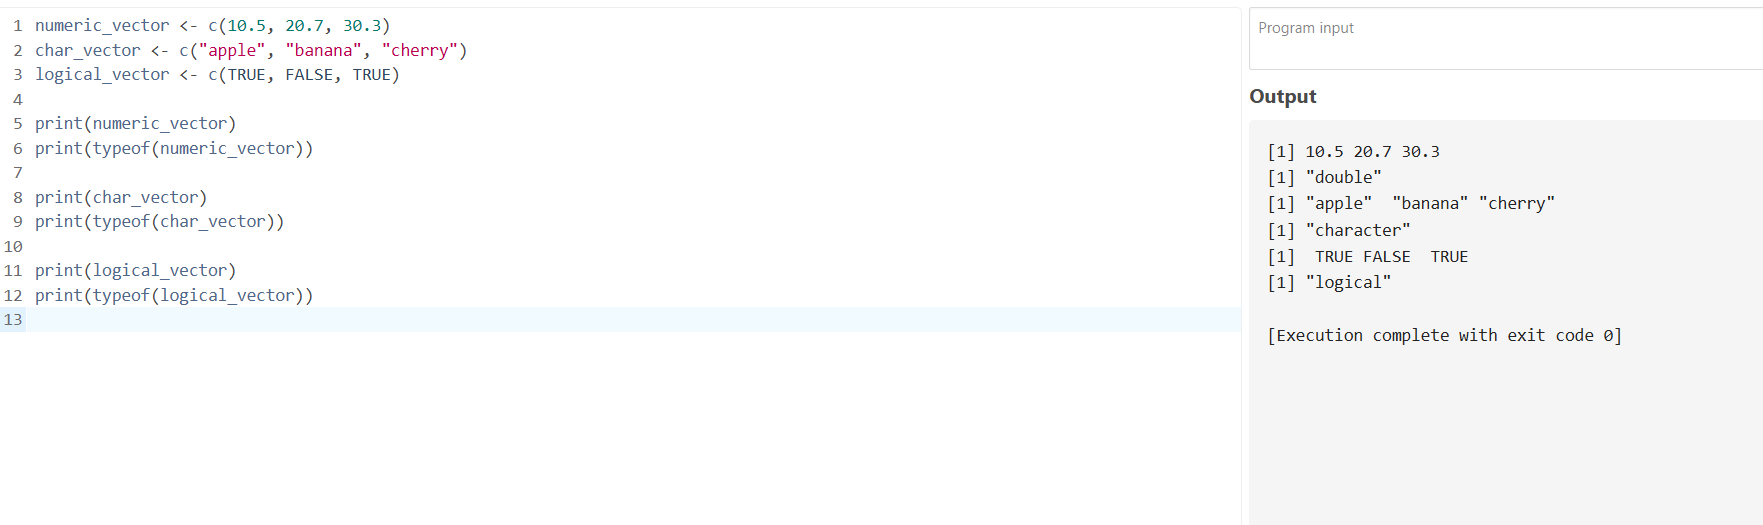 1 numeric_vector <- c(10.5, 20.7, 30.3)
2 char_vector <- c("apple", "banana", "cherry")
3 logical_vector <- c(TRUE, FALSE, TRUE)
4
5 print(numeric_vector)
6 print(typeof(numeric_vector))
7
8 print(char_vector)
9 print(typeof(char_vector))
10
11 print(logical_vector)
12 print(typeof(logical_vector))
13
Program input
Output
[1] 10.5 20.7 30.3
[1] "double"
[1] "apple"  "banana" "cherry"
[1] "character"
[1]  TRUE FALSE  TRUE
[1] "logical"
[Execution complete with exit code 0]